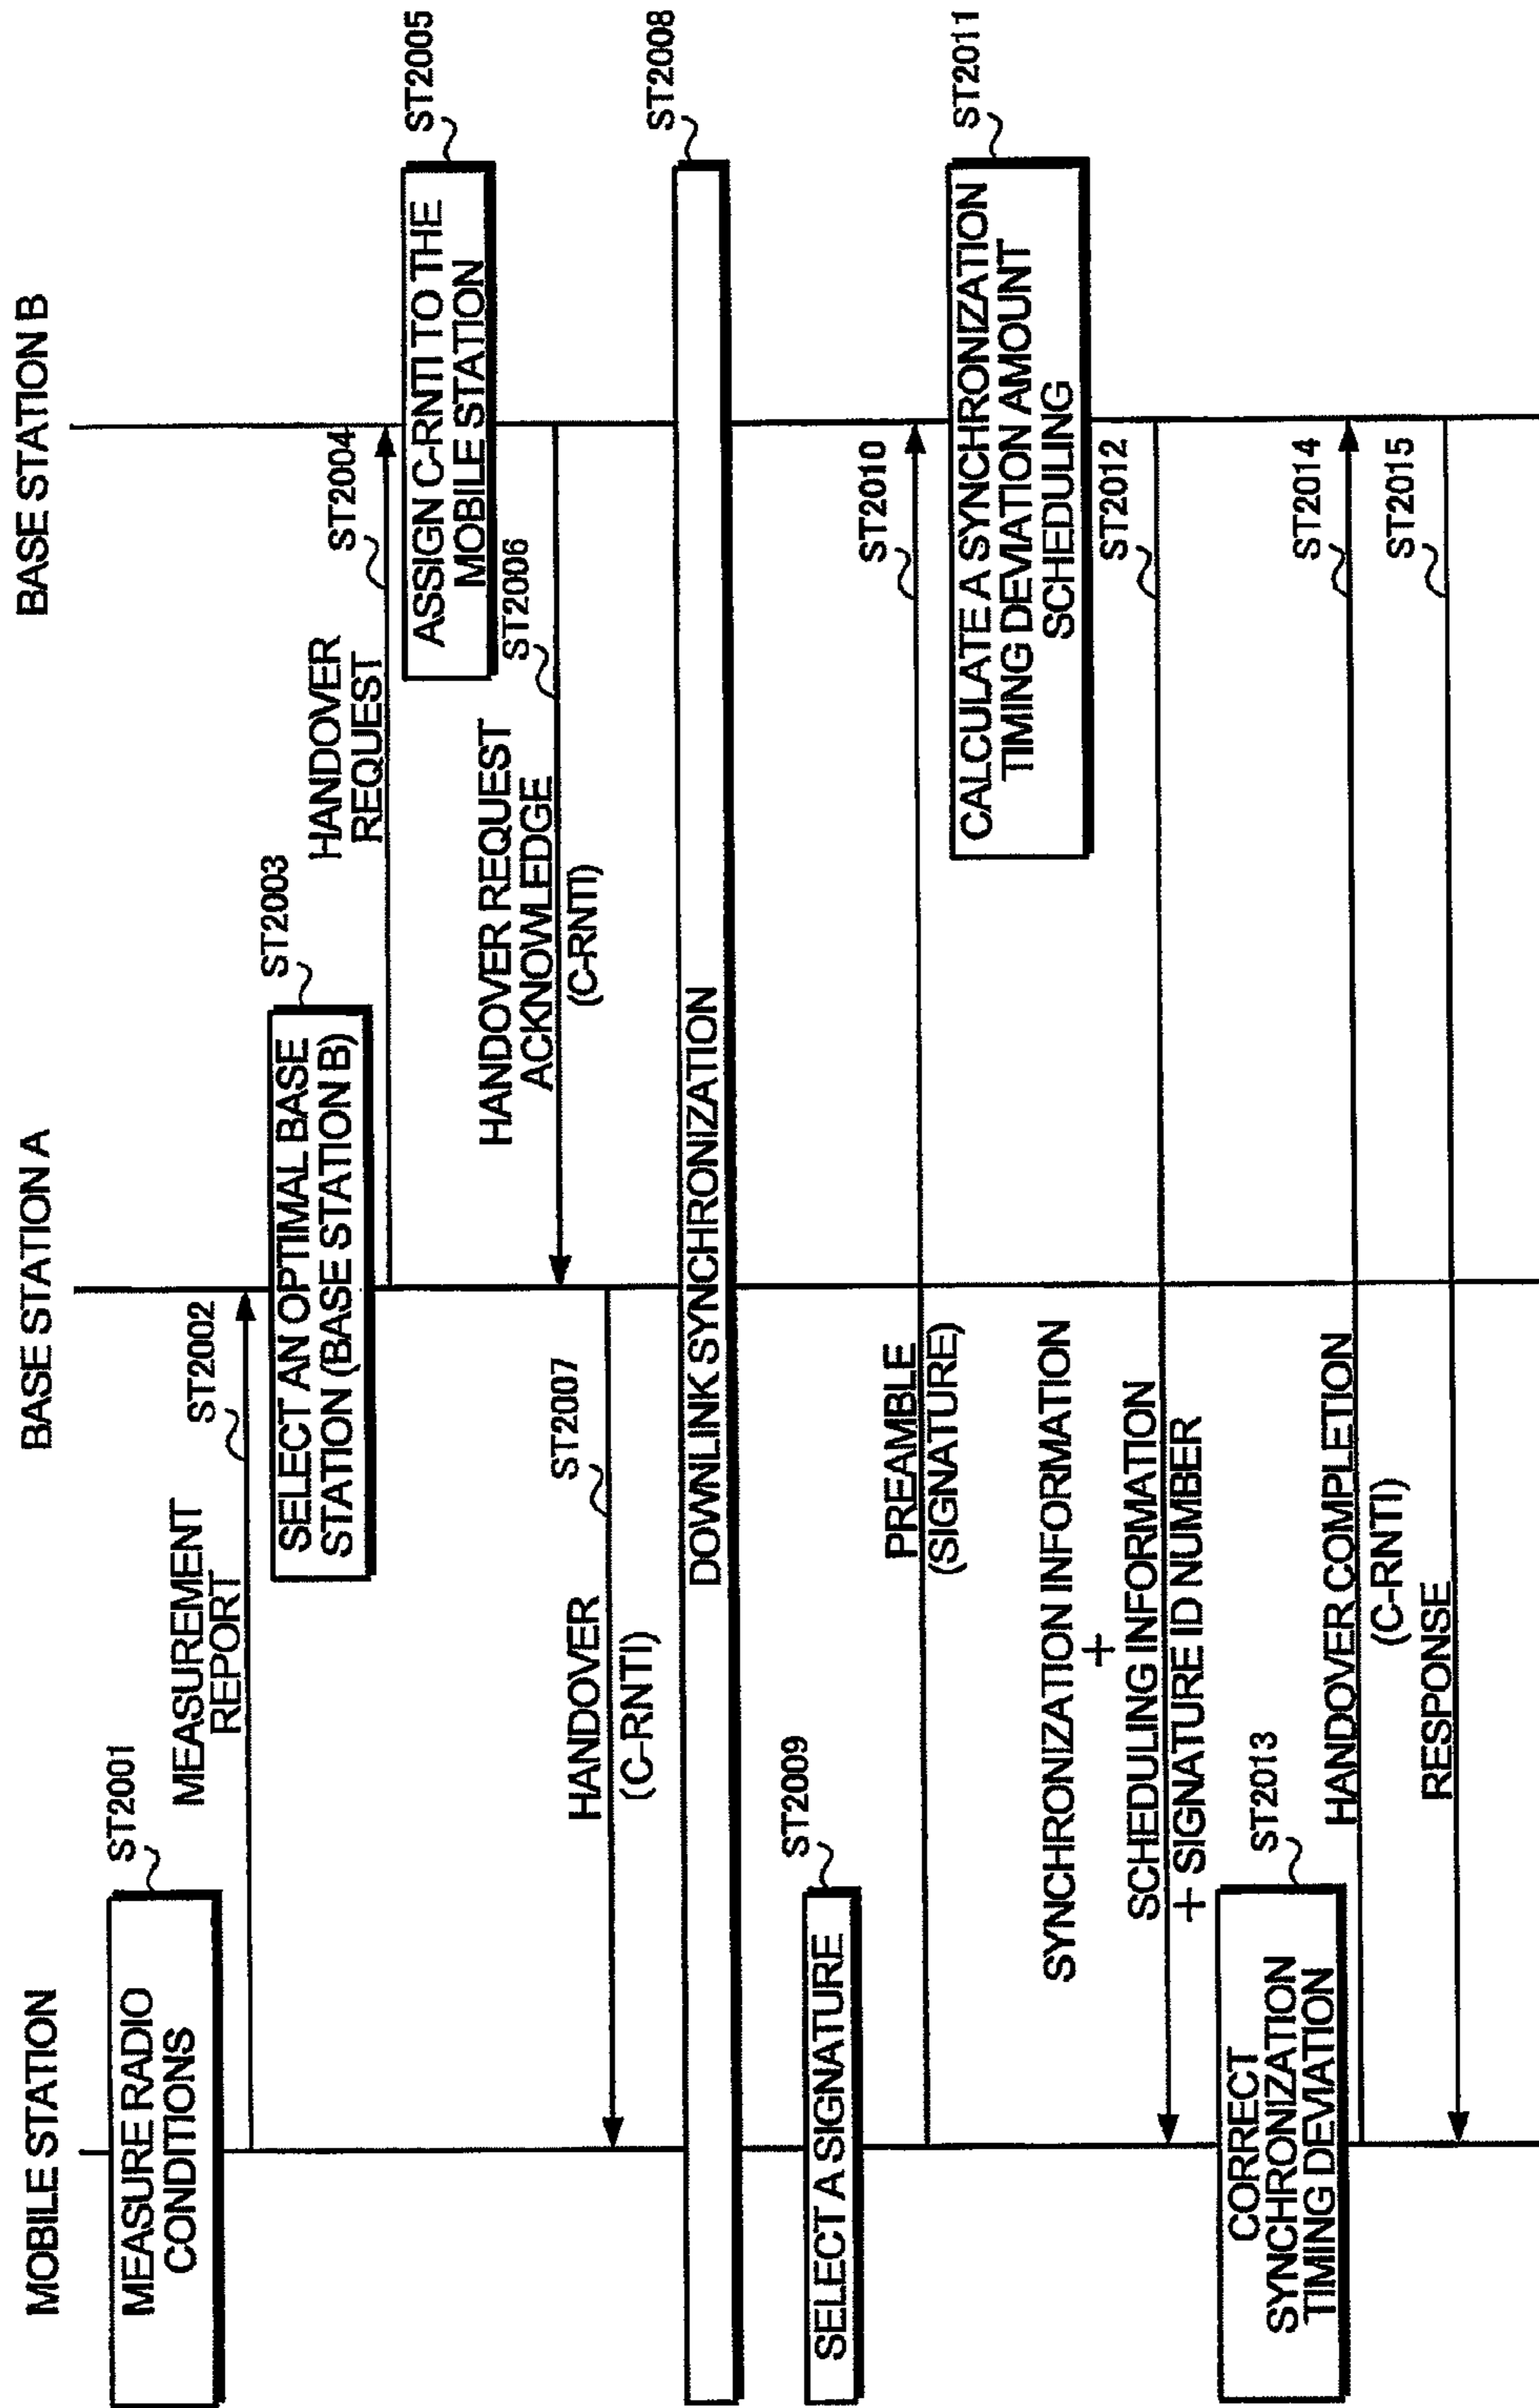 MOBILE STATION
BASE STATION A
BASE STATION B
MEASURE RADIO
CONDITIONS
ST2001
MEASUREMENT
REPORT
ST2002
SELECT AN OPTIMAL BASE
STATION (BASE STATION B)
ST2003
HANDOVER
REQUEST
ST2004
ASSIGN C-RNTI TO THE
MOBILE STATION
ST2005
HANDOVER REQUEST
ACKNOWLEDGE
(C-RNTI)
ST2006
HANDOVER
(C-RNTI)
ST2007
DOWNLINK SYNCHRONIZATION
ST2008
SELECT A SIGNATURE
ST2009
PREAMBLE
(SIGNATURE)
ST2010
CALCULATE A SYNCHRONIZATION
TIMING DEVIATION AMOUNT
SCHEDULING
ST2011
SYNCHRONIZATION INFORMATION
+
SCHEDULING INFORMATION
+ SIGNATURE ID NUMBER
ST2012
CORRECT
SYNCHRONIZATION
TIMING DEVIATION
ST2013
HANDOVER COMPLETION
(C-RNTI)
ST2014
RESPONSE
ST2015